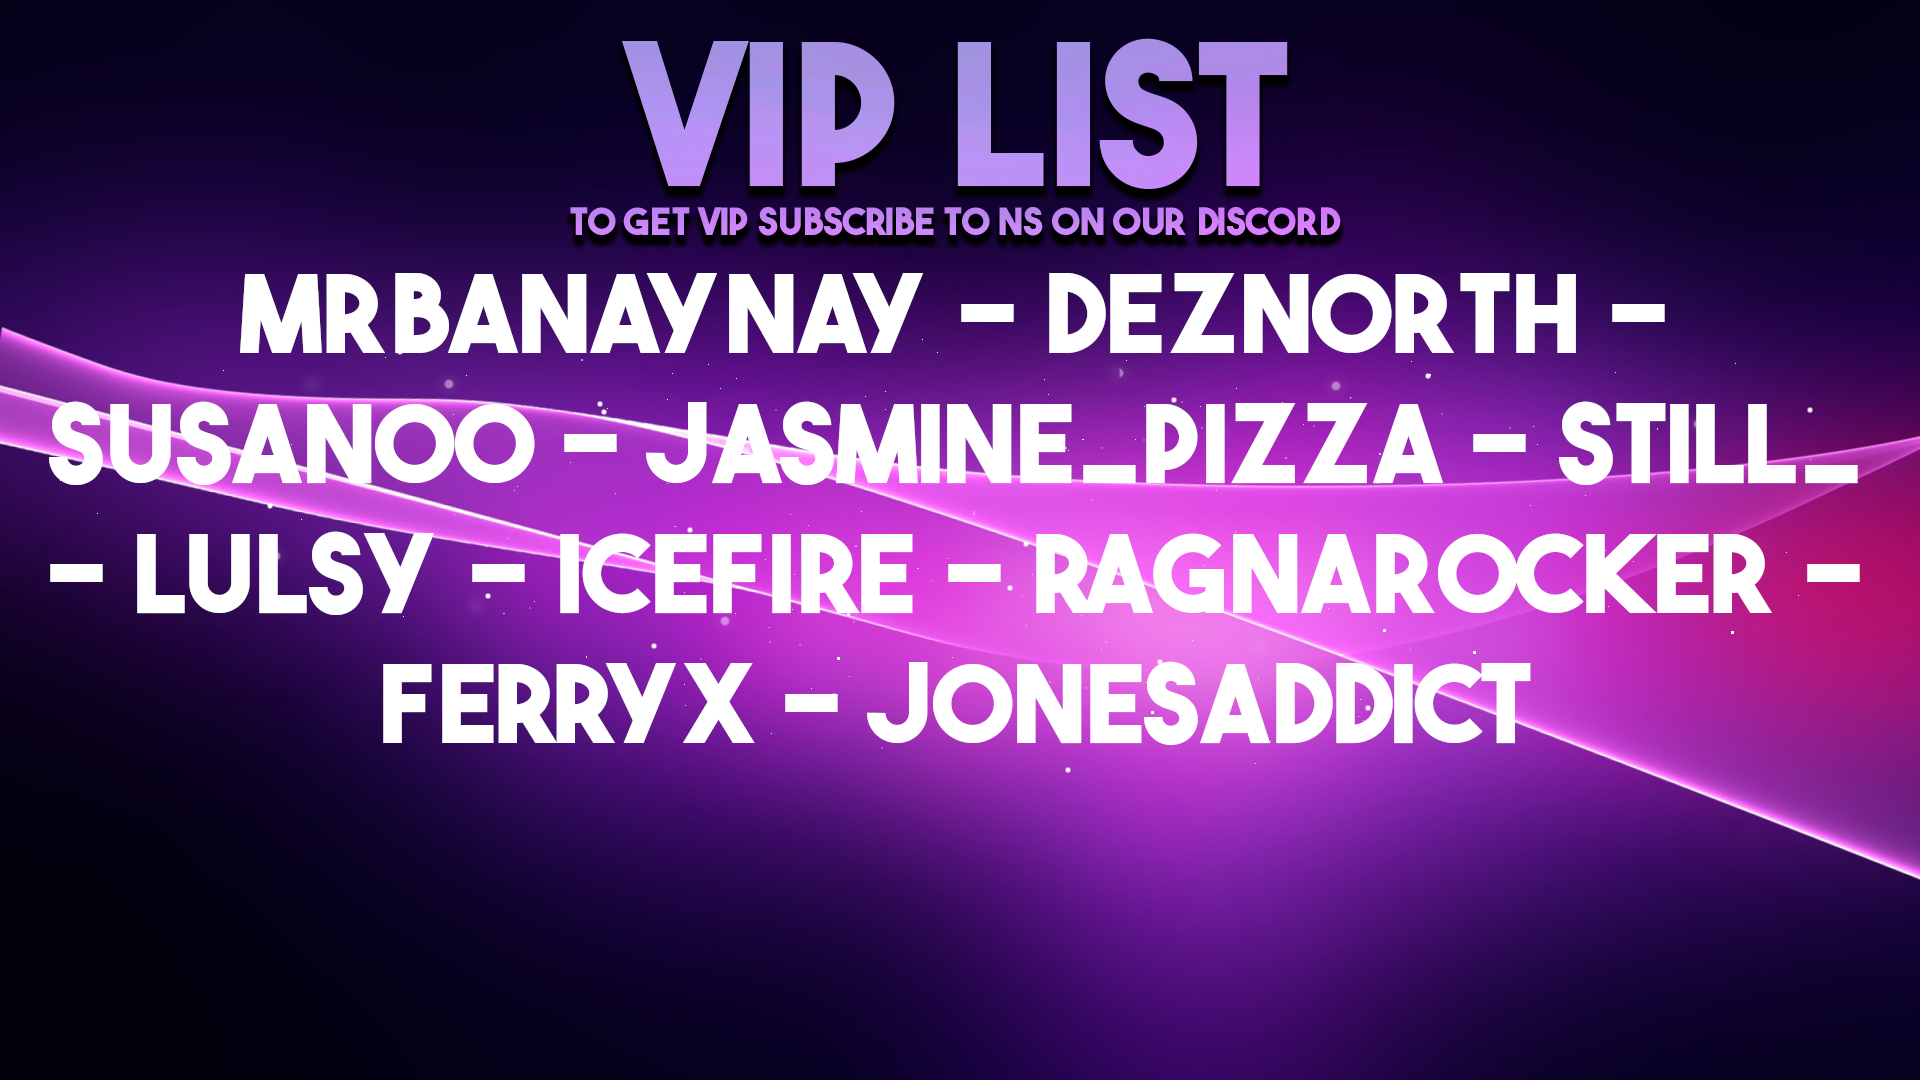 VIP LIST
TO GET VIP SUBSCRIBE TO NS ON OUR DISCORD
MRBANAYNAY - DEZNORTH -
SUSANOO - JASMINE_PIZZA - STILL_
- LULSY - ICEFIRE - RAGNAROCKER -
FERRYX - JONESADDICT